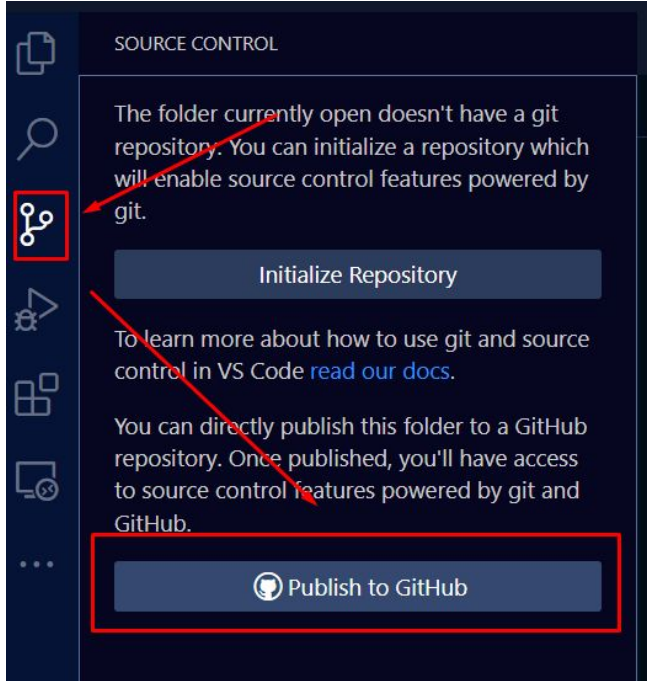 SOURCE CONTROL
The folder currently open doesn't have a git
repository. You can initialize a repository which
will enable source control features powered by
git.
Initialize Repository
To learn more about how to use git and source
control in VS Code read our docs.
You can directly publish this folder to a GitHub
repository. Once published, you'll have access
to source control features powered by git and
GitHub.
Publish to GitHub